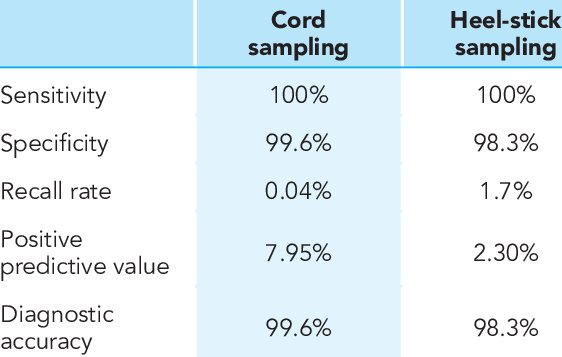 Cord sampling
Heel-stick sampling
Sensitivity 100% 100%
Specificity 99.6% 98.3%
Recall rate 0.04% 1.7%
Positive predictive value 7.95% 2.30%
Diagnostic accuracy 99.6% 98.3%